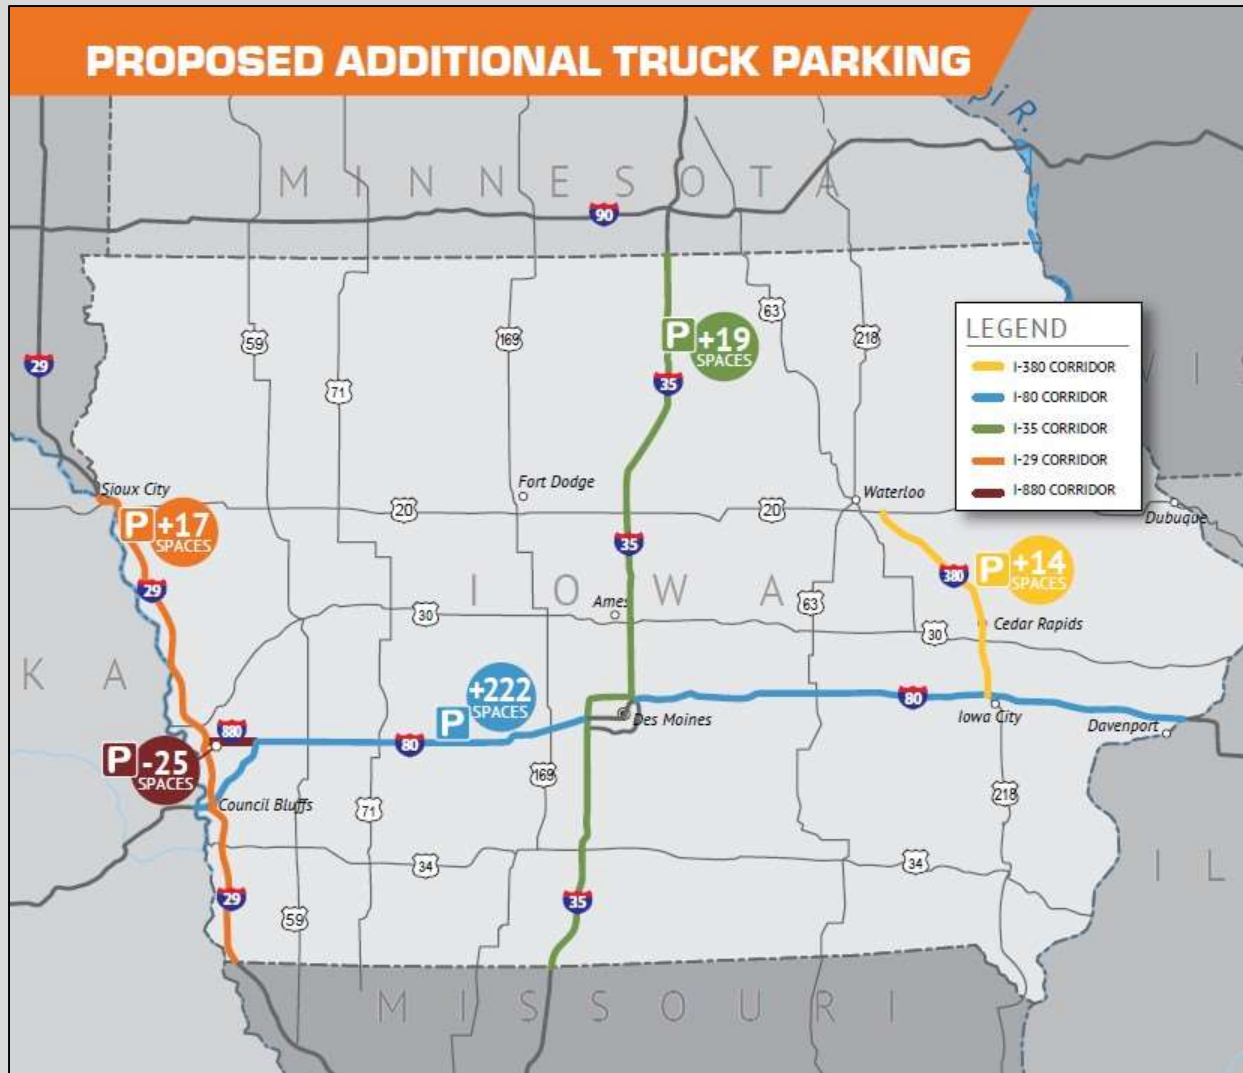 PROPOSED ADDITIONAL TRUCK PARKING
pi R.
MINNESOTA
90
63
LEGEND
I-380 CORRIDOR
I-80 CORRIDOR
I-35 CORRIDOR
I-29 CORRIDOR
I-880 CORRIDOR
P +19
SPACES
59
169
218
29
71
35
WIS
Sioux City
Fort Dodge
Waterloo
Dubuque
20
20
P +17
SPACES
35
29
380
P +14
SPACES
IOWA
Ames
30
63
Cedar Rapids
30
KA
+222
SPACES
P
80
Iowa City
Des Moines
Davenport
880
80
P -25
SPACES
169
Council Bluffs
71
218
34
34
IL
29
35
59
MISSOURI